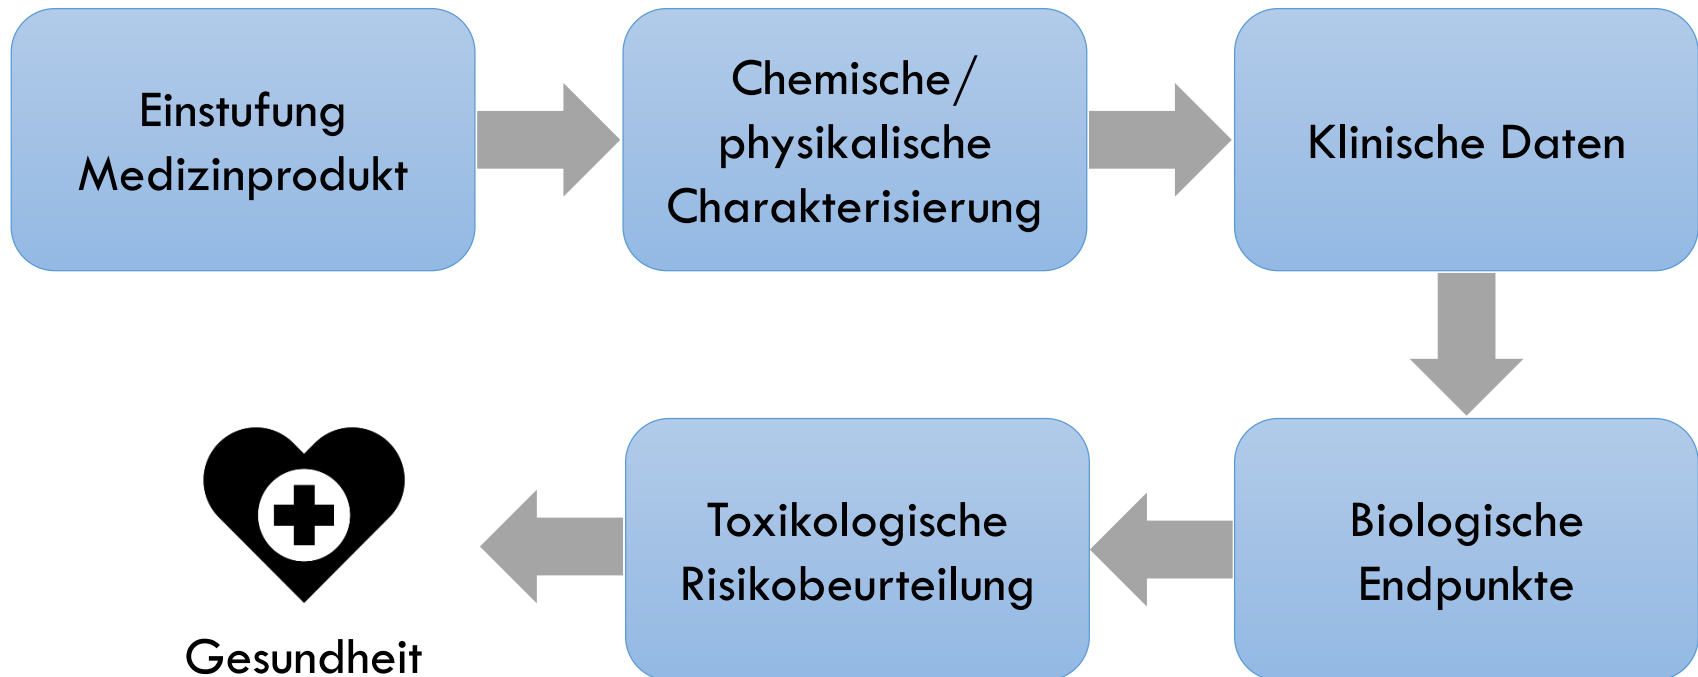 Einstufung
Medizinprodukt
Chemische/
physikalische
Charakterisierung
Klinische Daten
Biologische
Endpunkte
Toxikologische
Risikobeurteilung
Gesundheit